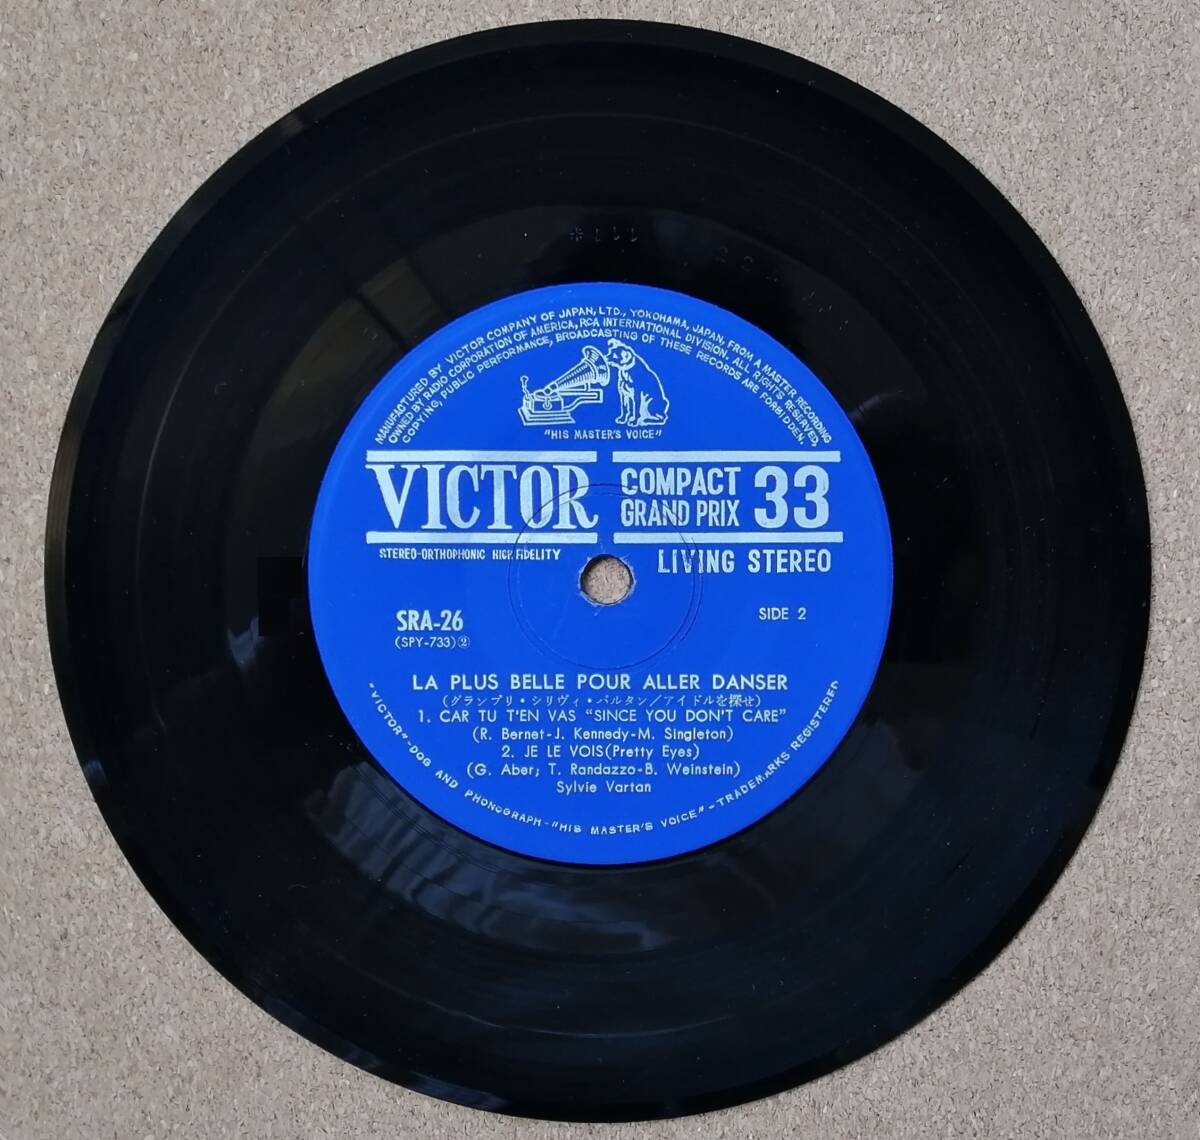 MANUFACTURED BY VICTOR COMPANY OF JAPAN, LTD., YOKOHAMA, JAPAN, FROM A MASTER RECORDING
OWNED BY RADIO CORPORATION OF AMERICA, RCA INTERNATIONAL DIVISION. ALL RIGHTS RESERVED,
COPYING, PUBLIC PERFORMANCE, BROADCASTING OF THESE RECORDS ARE FORBIDDEN.
"HIS MASTER'S VOICE"
VICTOR
COMPACT
GRAND PRIX
33
STEREO-ORTHOPHONIC HIGH FIDELITY
LIVING STEREO
SRA-26
(SPY-733)②
SIDE 2
LA PLUS BELLE POUR ALLER DANSER
(グランプリ・シリヴィ・バルタン/アイドルを探せ)
1. CAR TU T'EN VAS "SINCE YOU DON'T CARE"
(R. Bernet-J. Kennedy-M. Singleton)
2. JE LE VOIS(Pretty Eyes)
(G. Aber; T. Randazzo-B. Weinstein)
Sylvie Vartan
"VICTOR"-DOG AND PHONOGRAPH-"HIS MASTER'S VOICE"-TRADEMARKS REGISTERED